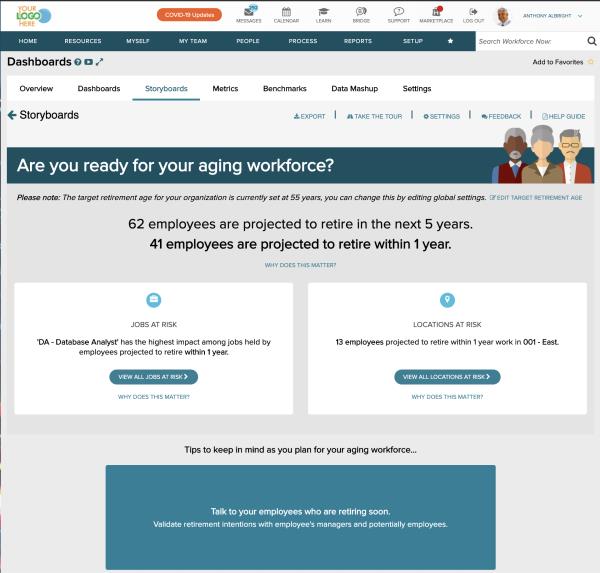 YOUR
LOGO
HERE
COVID-19 Updates
MESSAGES
CALENDAR
LEARN
BRIDGE
SUPPORT
MARKETPLACE
LOG OUT
ANTHONY ALBRIGHT
HOME
RESOURCES
MYSELF
MY TEAM
PEOPLE
PROCESS
REPORTS
SETUP
Search Workforce Now:
Dashboards
Add to Favorites
Overview
Dashboards
Storyboards
Metrics
Benchmarks
Data Mashup
Settings
Storyboards
EXPORT
TAKE THE TOUR
SETTINGS
FEEDBACK
HELP GUIDE
Are you ready for your aging workforce?
Please note: The target retirement age for your organization is currently set at 55 years, you can change this by editing global settings. EDIT TARGET RETIREMENT AGE
62 employees are projected to retire in the next 5 years.
41 employees are projected to retire within 1 year.
WHY DOES THIS MATTER?
JOBS AT RISK
'DA - Database Analyst' has the highest impact among jobs held by
employees projected to retire within 1 year.
VIEW ALL JOBS AT RISK
WHY DOES THIS MATTER?
LOCATIONS AT RISK
13 employees projected to retire within 1 year work in 001 - East.
VIEW ALL LOCATIONS AT RISK
WHY DOES THIS MATTER?
Tips to keep in mind as you plan for your aging workforce...
Talk to your employees who are retiring soon.
Validate retirement intentions with employee's managers and potentially employees.